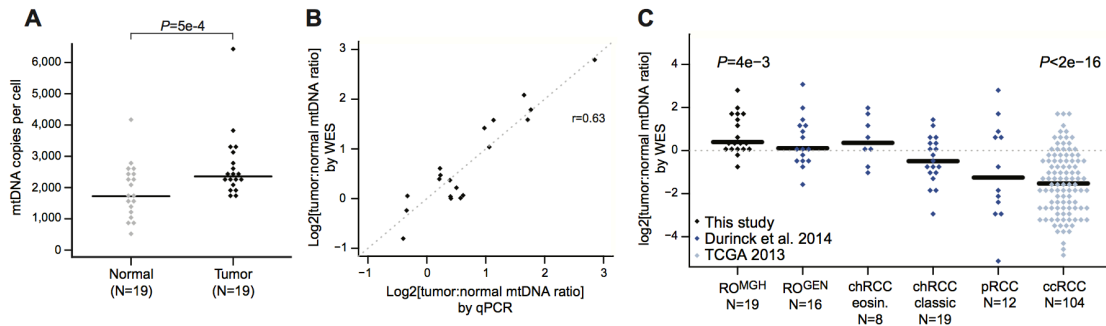 A
P=5e-4
mtDNA copies per cell
6,000
5,000
4,000
3,000
2,000
1,000
0
Normal
(N=19)
Tumor
(N=19)
B
Log2[tumor:normal mtDNA ratio]
by WES
3
2
1
0
−1
r=0.63
−1
0
1
2
3
Log2[tumor:normal mtDNA ratio]
by qPCR
C
log2[tumor:normal mtDNA ratio]
by WES
4
2
0
−2
−4
P=4e−3
P<2e−16
This study
Durinck et al. 2014
TCGA 2013
ROMGH
N=19
ROGEN
N=16
chRCC
eosin.
N=8
chRCC
classic
N=19
pRCC
N=12
ccRCC
N=104